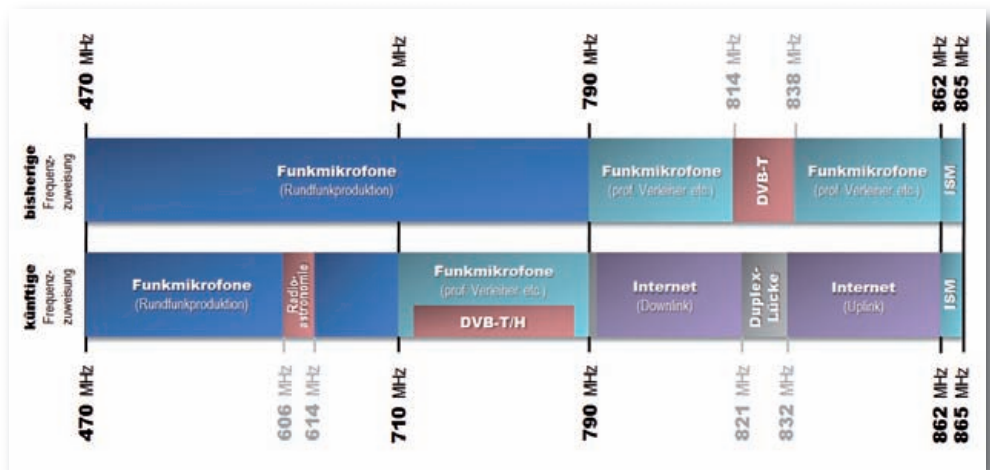 470 MHz
710 MHz
790 MHz
814 MHz
838 MHz
862 MHz
865 MHz
bisherige
Frequenz-
zuweisung
Funkmikrofone
(Rundfunkproduktion)
Funkmikrofone
(prof. Verleiher etc.)
DVB-T
Funkmikrofone
(prof. Verleiher etc.)
ISM
künftige
Frequenz-
zuweisung
Funkmikrofone
(Rundfunkproduktion)
Radio-
astronomie
Funkmikrofone
(prof. Verleiher etc.)
DVB-T/H
Internet
(Downlink)
Duplex-
Lücke
Internet
(Uplink)
ISM
470 MHz
606 MHz
614 MHz
710 MHz
790 MHz
821 MHz
832 MHz
862 MHz
865 MHz